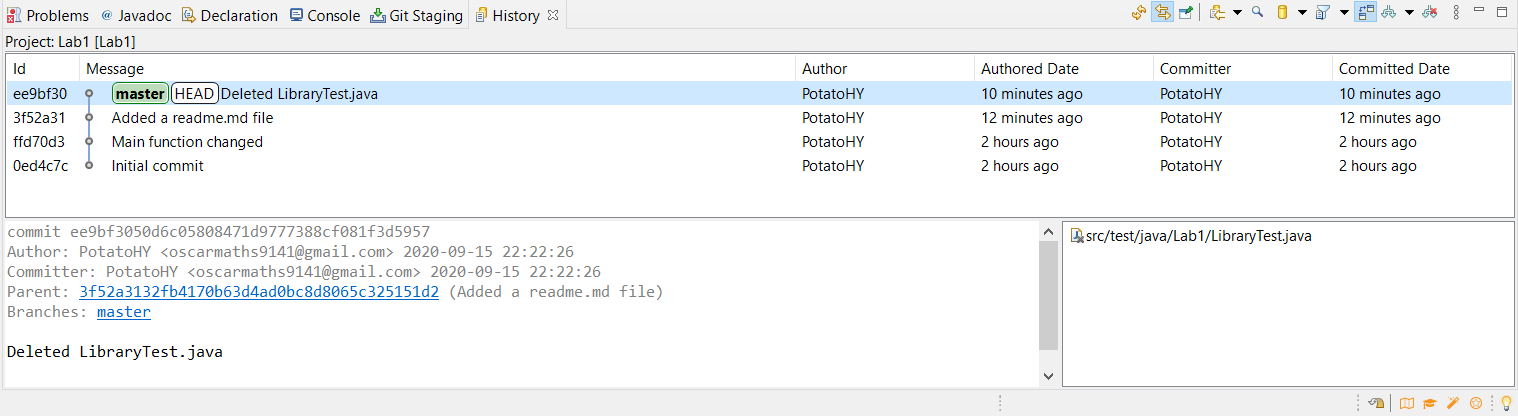 Problems @ Javadoc Declaration Console Git Staging History
Project: Lab1 [Lab1]
Id Message Author Authored Date Committer Committed Date
ee9bf30 master HEAD Deleted LibraryTest.java PotatoHY 10 minutes ago PotatoHY 10 minutes ago
3f52a31 Added a readme.md file PotatoHY 12 minutes ago PotatoHY 12 minutes ago
ffd70d3 Main function changed PotatoHY 2 hours ago PotatoHY 2 hours ago
0ed4c7c Initial commit PotatoHY 2 hours ago PotatoHY 2 hours ago
commit ee9bf3050d6c05808471d9777388cf081f3d5957
Author: PotatoHY <oscarmaths9141@gmail.com> 2020-09-15 22:22:26
Committer: PotatoHY <oscarmaths9141@gmail.com> 2020-09-15 22:22:26
Parent: 3f52a3132fb4170b63d4ad0bc8d8065c325151d2 (Added a readme.md file)
Branches: master
Deleted LibraryTest.java
src/test/java/Lab1/LibraryTest.java